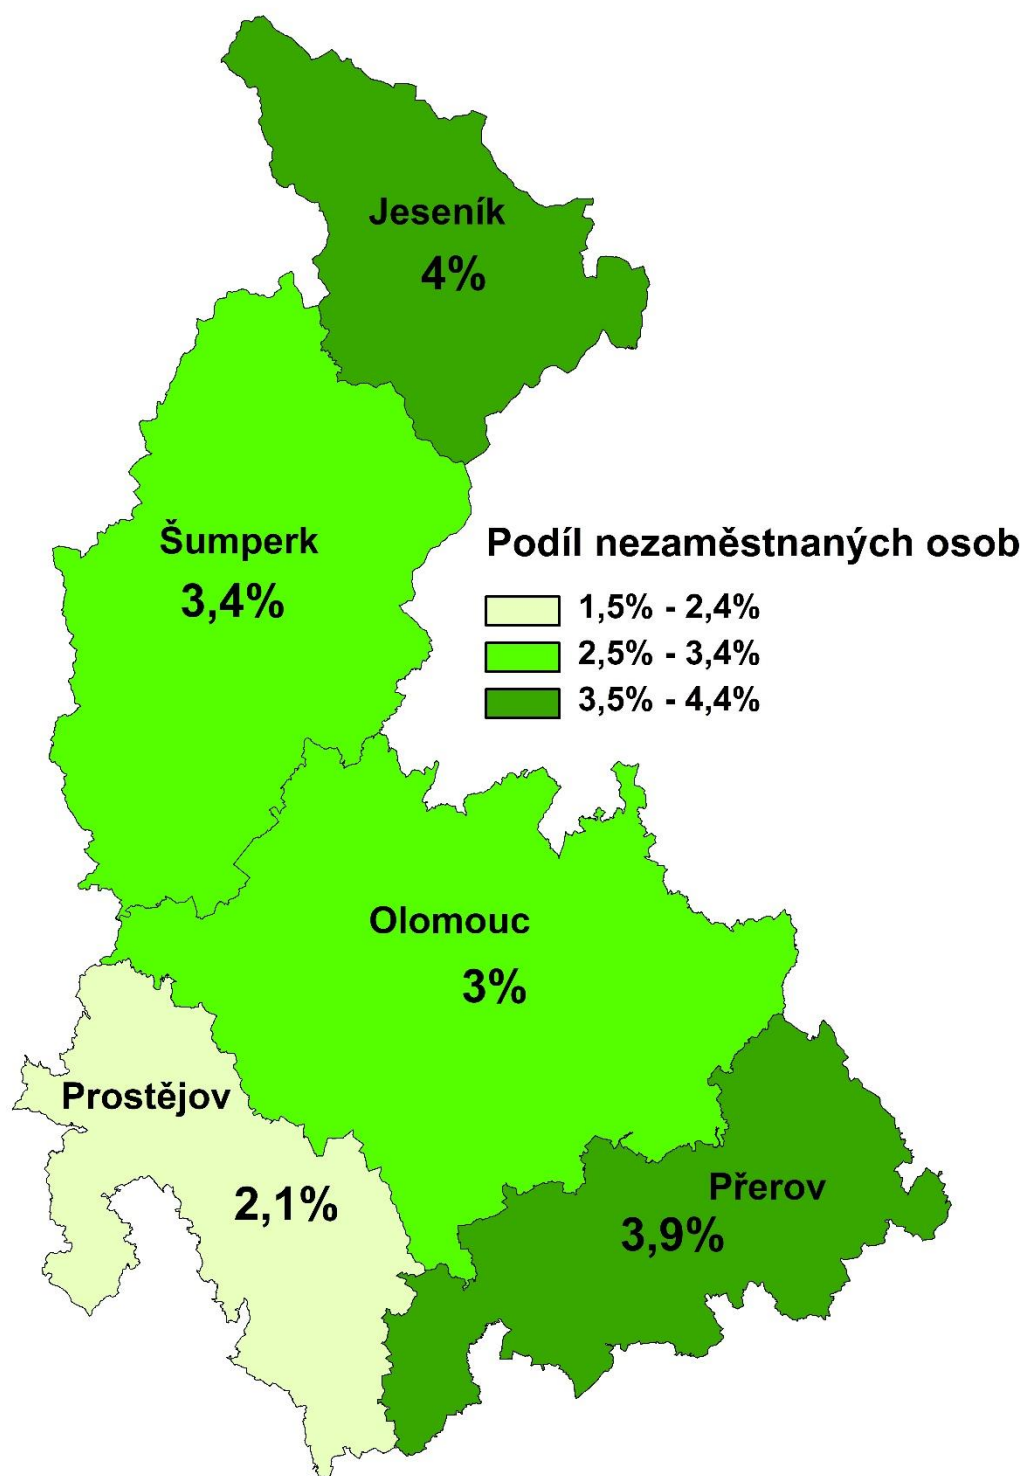 Jeseník
4%
Šumperk
3,4%
Podíl nezaměstnaných osob
1,5% - 2,4%
2,5% - 3,4%
3,5% - 4,4%
Olomouc
3%
Prostějov
2,1%
Přerov
3,9%